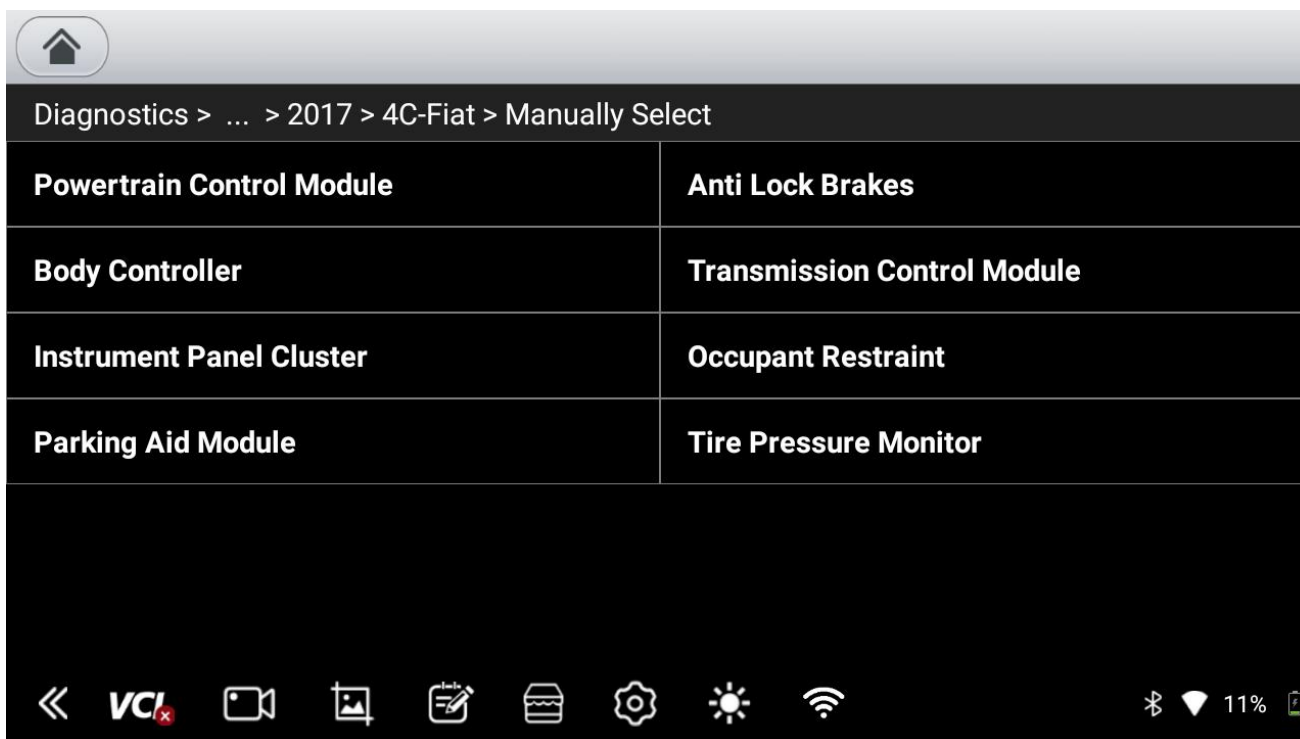 Diagnostics > ... > 2017 > 4C-Fiat > Manually Select
Powertrain Control Module
Anti Lock Brakes
Body Controller
Transmission Control Module
Instrument Panel Cluster
Occupant Restraint
Parking Aid Module
Tire Pressure Monitor
VCI
11%